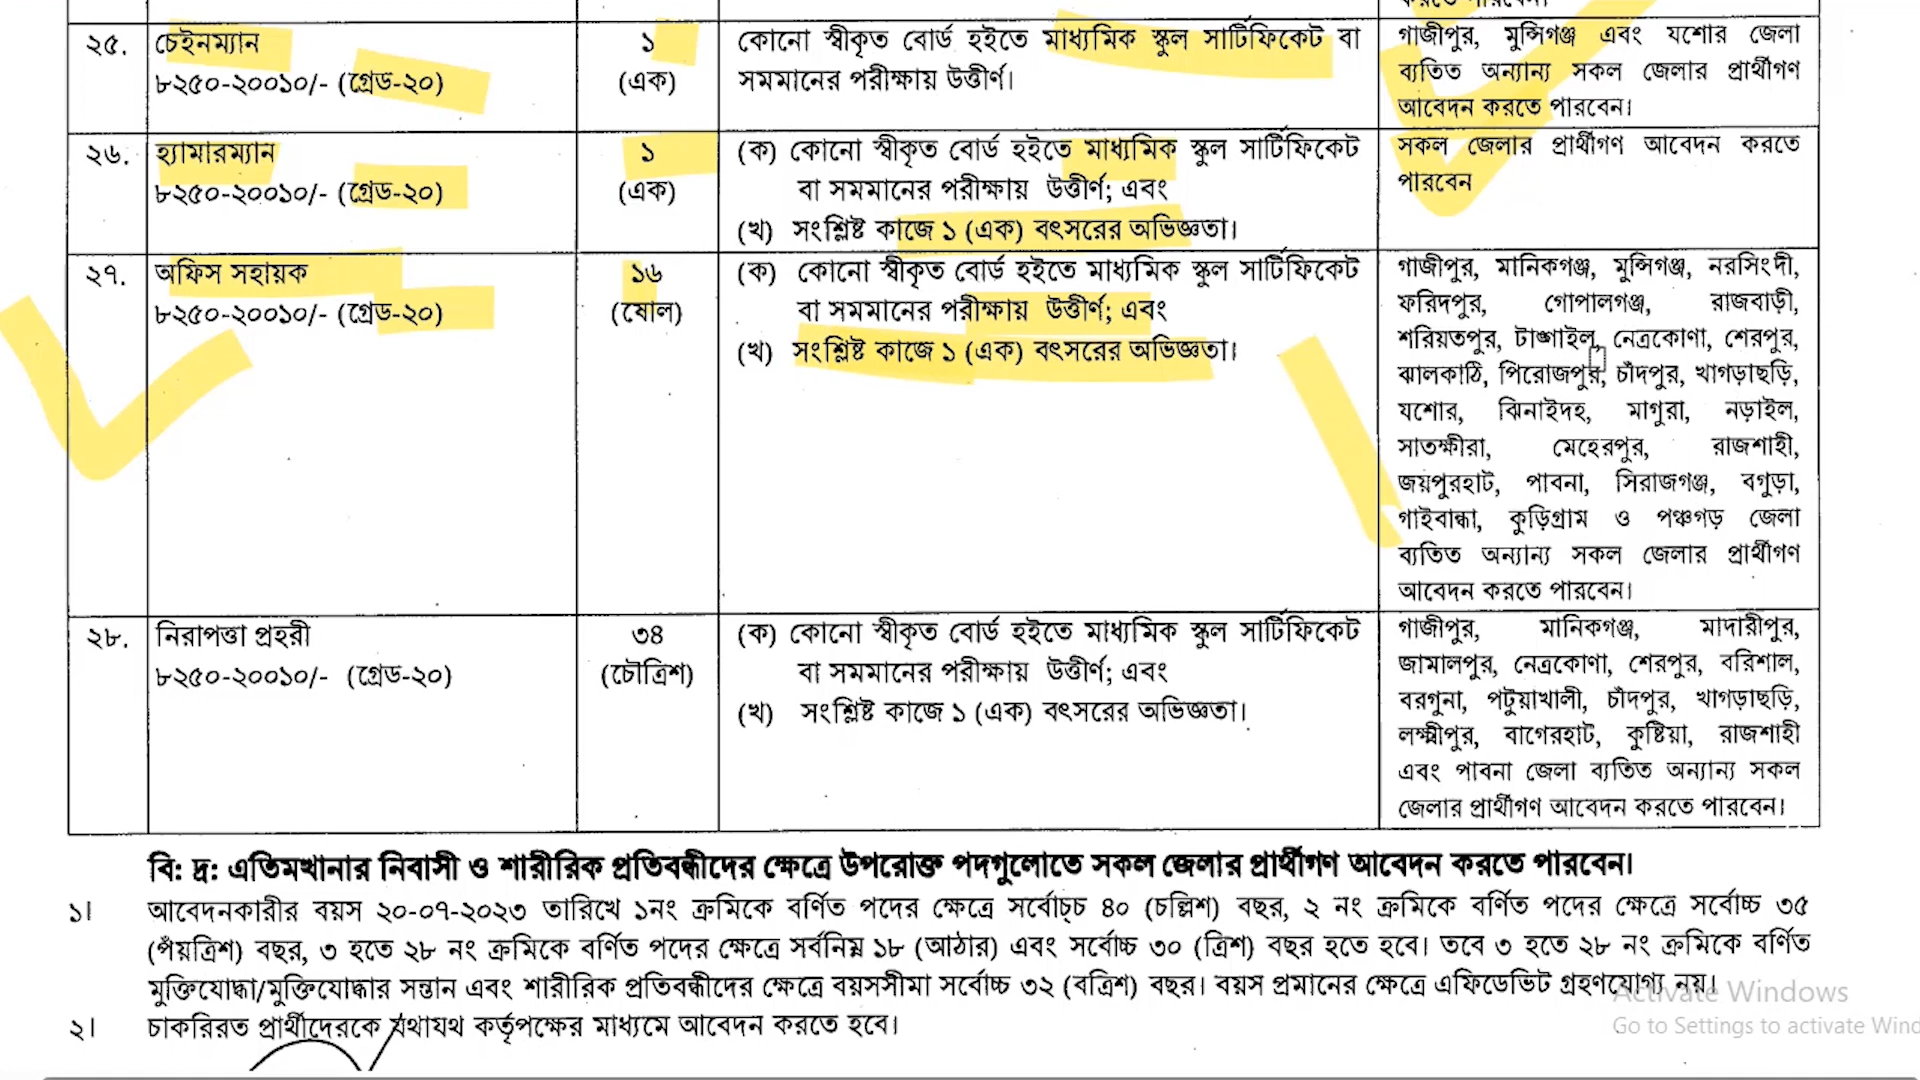 ২৫. চেইনম্যান ১ কোনো স্বীকৃত বোর্ড হইতে মাধ্যমিক স্কুল সার্টিফিকেট বা গাজীপুর, মুন্সিগঞ্জ এবং যশোর জেলা
৮২৫০-২০০১০/- (গ্রেড-২০) (এক) সমমানের পরীক্ষায় উত্তীর্ণ। ব্যতিত অন্যান্য সকল জেলার প্রার্থীগণ
আবেদন করতে পারবেন।
২৬. হ্যামারম্যান ১ (ক) কোনো স্বীকৃত বোর্ড হইতে মাধ্যমিক স্কুল সার্টিফিকেট সকল জেলার প্রার্থীগণ আবেদন করতে
৮২৫০-২০০১০/- (গ্রেড-২০) (এক) বা সমমানের পরীক্ষায় উত্তীর্ণ; এবং পারবেন
(খ) সংশ্লিষ্ট কাজে ১ (এক) বৎসরের অভিজ্ঞতা।
২৭. অফিস সহায়ক ১৬ (ক) কোনো স্বীকৃত বোর্ড হইতে মাধ্যমিক স্কুল সার্টিফিকেট গাজীপুর, মানিকগঞ্জ, মুন্সিগঞ্জ, নরসিংদী,
৮২৫০-২০০১০/- (গ্রেড-২০) (ষোল) বা সমমানের পরীক্ষায় উত্তীর্ণ; এবং ফরিদপুর, গোপালগঞ্জ, রাজবাড়ী,
(খ) সংশ্লিষ্ট কাজে ১ (এক) বৎসরের অভিজ্ঞতা। শরিয়তপুর, টাঙ্গাইল, নেত্রকোণা, শেরপুর,
ঝালকাঠি, পিরোজপুর, চাঁদপুর, খাগড়াছড়ি,
যশোর, ঝিনাইদহ, মাগুরা, নড়াইল,
সাতক্ষীরা, মেহেরপুর, রাজশাহী,
জয়পুরহাট, পাবনা, সিরাজগঞ্জ, বগুড়া,
গাইবান্ধা, কুড়িগ্রাম ও পঞ্চগড় জেলা
ব্যতিত অন্যান্য সকল জেলার প্রার্থীগণ
আবেদন করতে পারবেন।
২৮. নিরাপত্তা প্রহরী ৩৪ (ক) কোনো স্বীকৃত বোর্ড হইতে মাধ্যমিক স্কুল সার্টিফিকেট গাজীপুর, মানিকগঞ্জ, মাদারীপুর,
৮২৫০-২০০১০/- (গ্রেড-২০) (চৌত্রিশ) বা সমমানের পরীক্ষায় উত্তীর্ণ; এবং জামালপুর, নেত্রকোণা, শেরপুর, বরিশাল,
(খ) সংশ্লিষ্ট কাজে ১ (এক) বৎসরের অভিজ্ঞতা। বরগুনা, পটুয়াখালী, চাঁদপুর, খাগড়াছড়ি,
লক্ষ্মীপুর, বাগেরহাট, কুষ্টিয়া, রাজশাহী
এবং পাবনা জেলা ব্যতিত অন্যান্য সকল
জেলার প্রার্থীগণ আবেদন করতে পারবেন।
বি: দ্র: এতিমখানার নিবাসী ও শারীরিক প্রতিবন্ধীদের ক্ষেত্রে উপরোক্ত পদগুলোতে সকল জেলার প্রার্থীগণ আবেদন করতে পারবেন।
১। আবেদনকারীর বয়স ২০-০৭-২০২৩ তারিখে ১নং ক্রমিকে বর্ণিত পদের ক্ষেত্রে সর্বোচ্চ ৪০ (চল্লিশ) বছর, ২ নং ক্রমিকে বর্ণিত পদের ক্ষেত্রে সর্বোচ্চ ৩৫
(পঁয়ত্রিশ) বছর, ৩ হতে ২৮ নং ক্রমিকে বর্ণিত পদের ক্ষেত্রে সর্বনিম্ন ১৮ (আঠার) এবং সর্বোচ্চ ৩০ (ত্রিশ) বছর হতে হবে। তবে ৩ হতে ২৮ নং ক্রমিকে বর্ণিত
মুক্তিযোদ্ধা/মুক্তিযোদ্ধার সন্তান এবং শারীরিক প্রতিবন্ধীদের ক্ষেত্রে বয়সসীমা সর্বোচ্চ ৩২ (বত্রিশ) বছর। বয়স প্রমানের ক্ষেত্রে এফিডেভিট গ্রহণযোগ্য নয়।
Activate Windows
২। চাকরিরত প্রার্থীদেরকে যথাযথ কর্তৃপক্ষের মাধ্যমে আবেদন করতে হবে।
Go to Settings to activate Wind